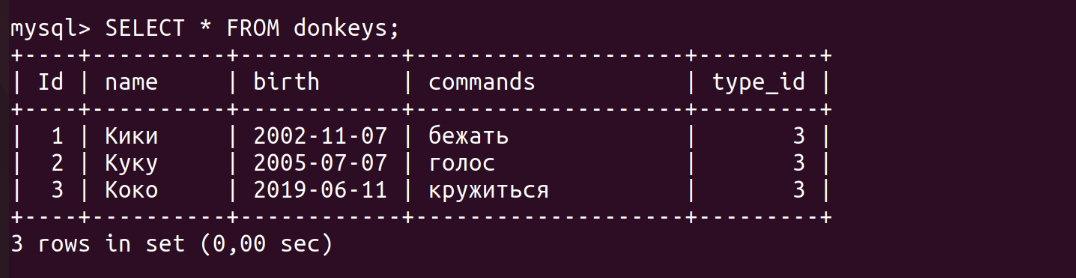 mysql> SELECT * FROM donkeys;
+----+----------+------------+--------------------+---------+
| Id | name     | birth      | commands           | type_id |
+----+----------+------------+--------------------+---------+
|  1 | Кики     | 2002-11-07 | бежать             |       3 |
|  2 | Куку     | 2005-07-07 | голос              |       3 |
|  3 | Коко     | 2019-06-11 | кружиться          |       3 |
+----+----------+------------+--------------------+---------+
3 rows in set (0,00 sec)